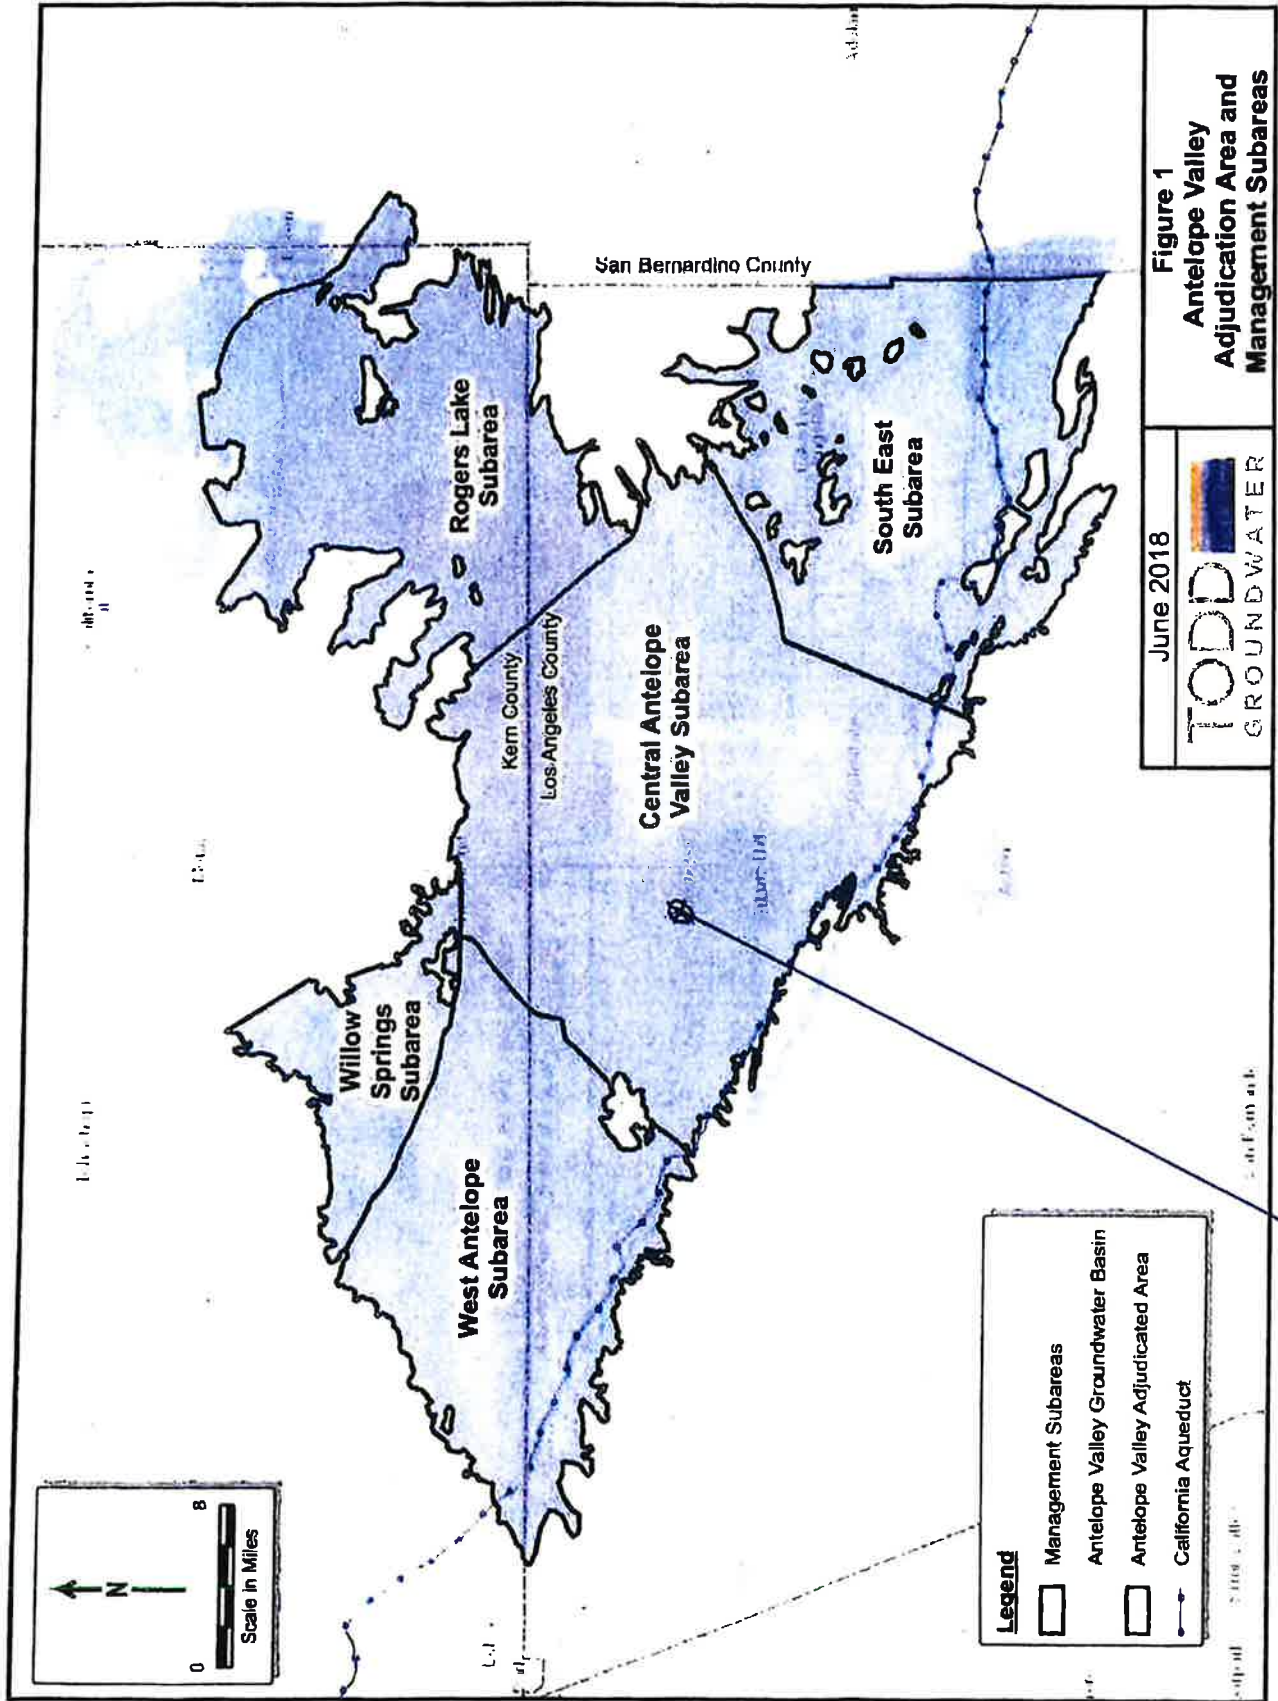 N
0 8
Scale in Miles
Willow
Springs
Subarea
Rogers Lake
Subarea
West Antelope
Subarea
Kern County
Los Angeles County
San Bernardino County
Central Antelope
Valley Subarea
South East
Subarea
Legend
Management Subareas
Antelope Valley Groundwater Basin
Antelope Valley Adjudicated Area
California Aqueduct
June 2018
TODD
GROUNDWATER
Figure 1
Antelope Valley
Adjudication Area and
Management Subareas